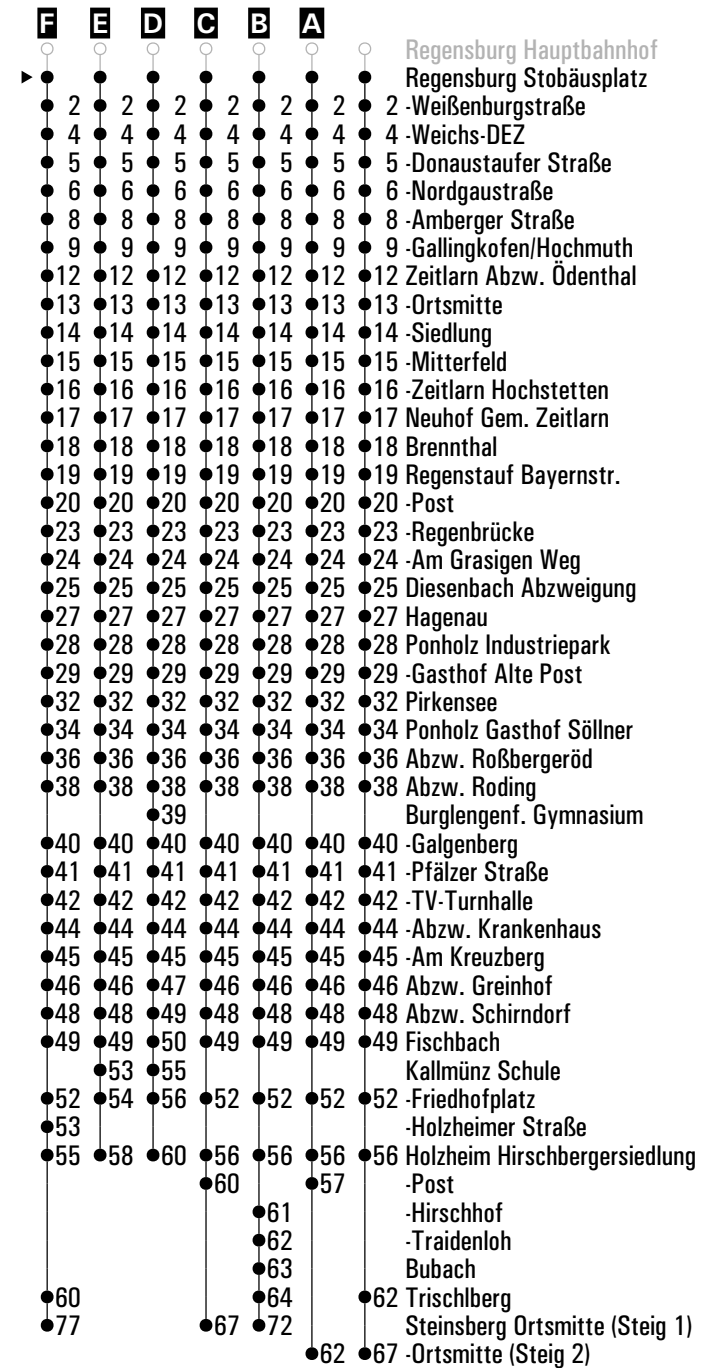 F E D C B A
Regensburg Hauptbahnhof
Regensburg Stobäusplatz
2 2 2 2 2 2 2 -Weißenburgstraße
4 4 4 4 4 4 4 -Weichs-DEZ
5 5 5 5 5 5 5 -Donaustaufer Straße
6 6 6 6 6 6 6 -Nordgaustraße
8 8 8 8 8 8 8 -Amberger Straße
9 9 9 9 9 9 9 -Gallingkofen/Hochmuth
12 12 12 12 12 12 12 Zeitlarn Abzw. Ödenthal
13 13 13 13 13 13 13 -Ortsmitte
14 14 14 14 14 14 14 -Siedlung
15 15 15 15 15 15 15 -Mitterfeld
16 16 16 16 16 16 16 -Zeitlarn Hochstetten
17 17 17 17 17 17 17 Neuhof Gem. Zeitlarn
18 18 18 18 18 18 18 Brennthal
19 19 19 19 19 19 19 Regenstauf Bayernstr.
20 20 20 20 20 20 20 -Post
23 23 23 23 23 23 23 -Regenbrücke
24 24 24 24 24 24 24 -Am Grasigen Weg
25 25 25 25 25 25 25 Diesenbach Abzweigung
27 27 27 27 27 27 27 Hagenau
28 28 28 28 28 28 28 Ponholz Industriepark
29 29 29 29 29 29 29 -Gasthof Alte Post
32 32 32 32 32 32 32 Pirkensee
34 34 34 34 34 34 34 Ponholz Gasthof Söllner
36 36 36 36 36 36 36 Abzw. Roßbergeröd
38 38 38 38 38 38 38 Abzw. Roding
39 Burglengenf. Gymnasium
40 40 40 40 40 40 40 -Galgenberg
41 41 41 41 41 41 41 -Pfälzer Straße
42 42 42 42 42 42 42 -TV-Turnhalle
44 44 44 44 44 44 44 -Abzw. Krankenhaus
45 45 45 45 45 45 45 -Am Kreuzberg
46 46 47 46 46 46 46 Abzw. Greinhof
48 48 49 48 48 48 48 Abzw. Schirndorf
49 49 50 49 49 49 49 Fischbach
53 55 Kallmünz Schule
52 54 56 52 52 52 52 -Friedhofplatz
53 -Holzheimer Straße
55 58 60 56 56 56 56 Holzheim Hirschbergersiedlung
60 57 -Post
61 -Hirschhof
62 -Traidenloh
63 Bubach
60 64 62 Trischlberg
77 67 72 Steinsberg Ortsmitte (Steig 1)
62 67 -Ortsmitte (Steig 2)